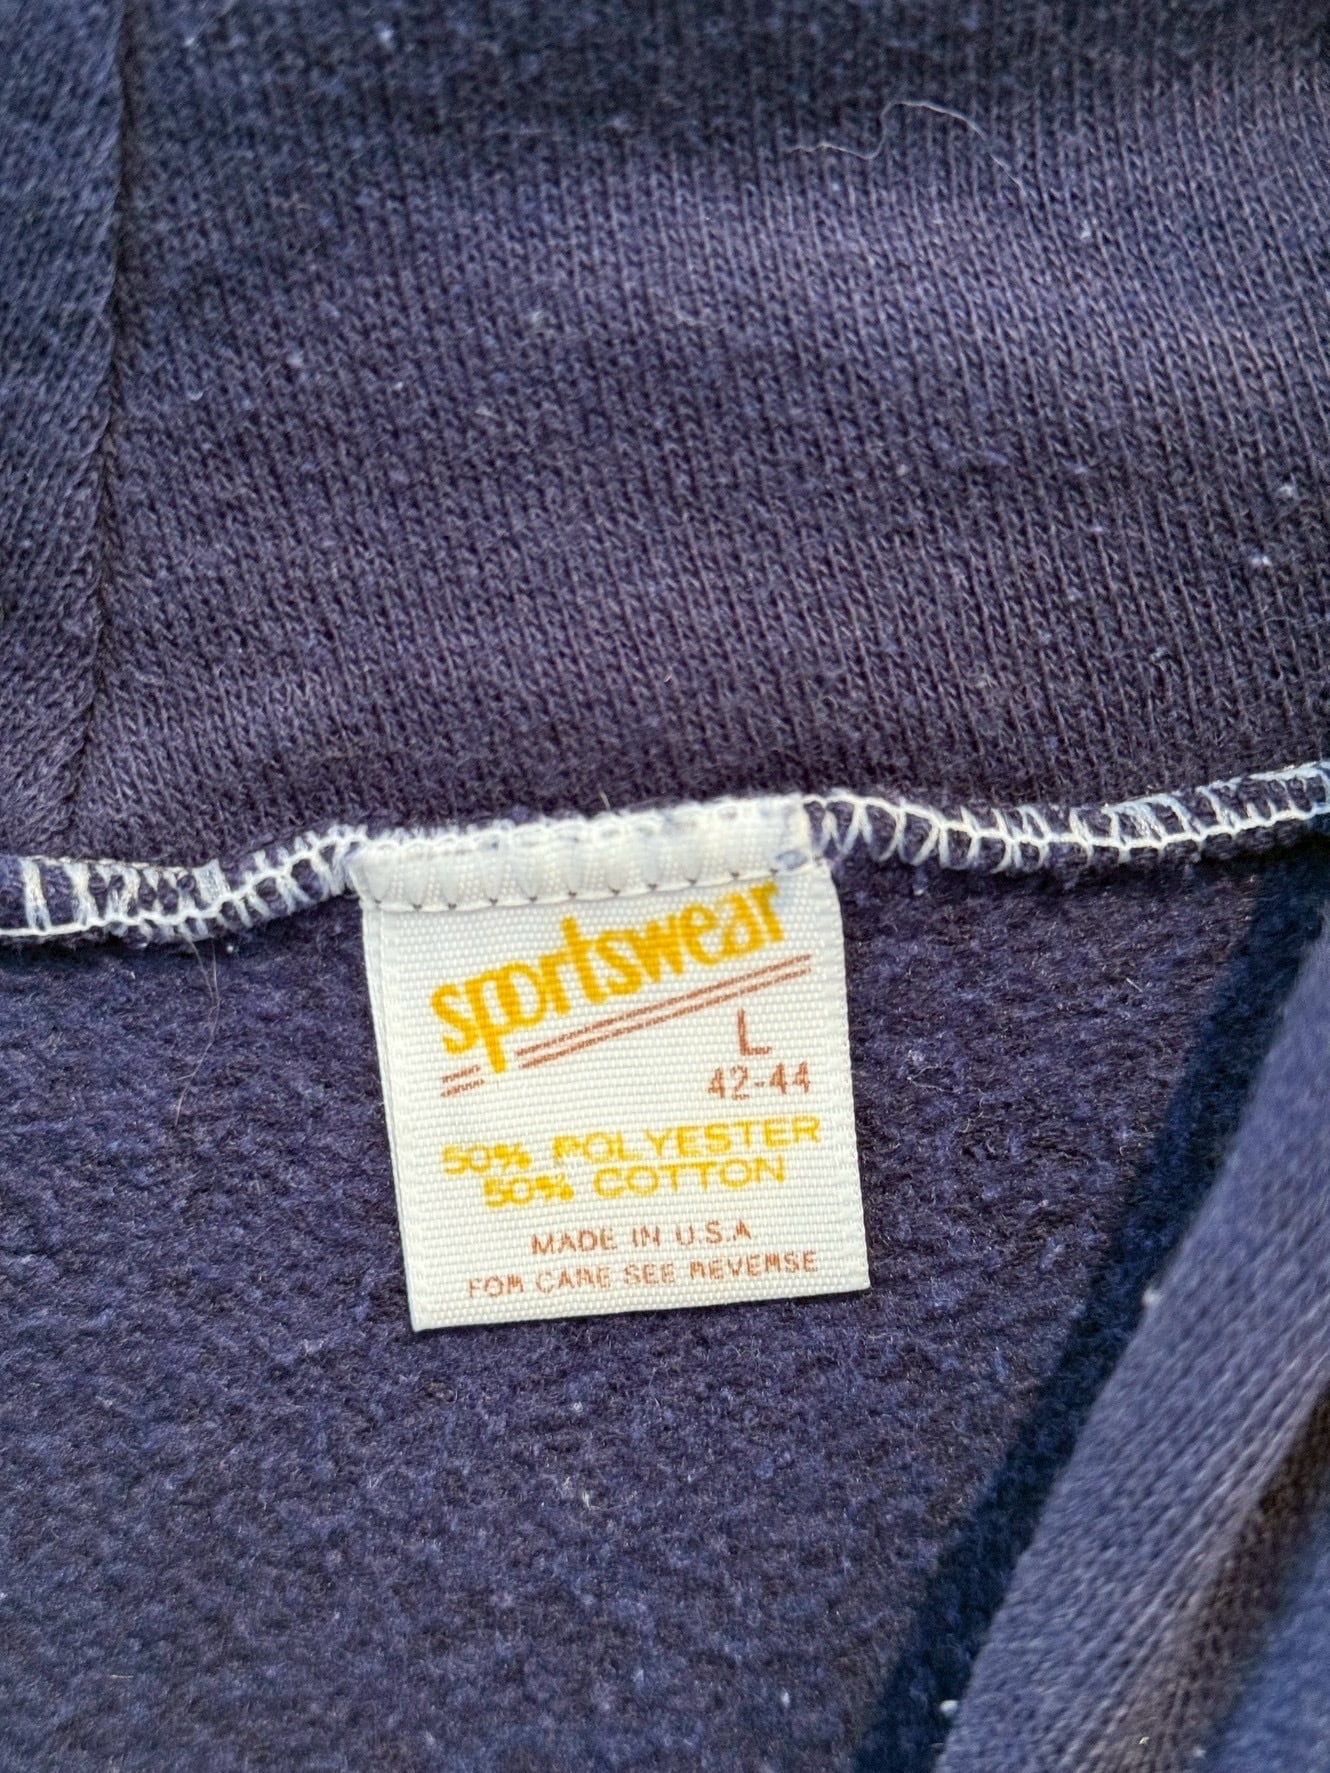 sportswear
L
42-44
50% POLYESTER
50% COTTON
MADE IN U.S.A.
FOR CARE SEE REVERSE